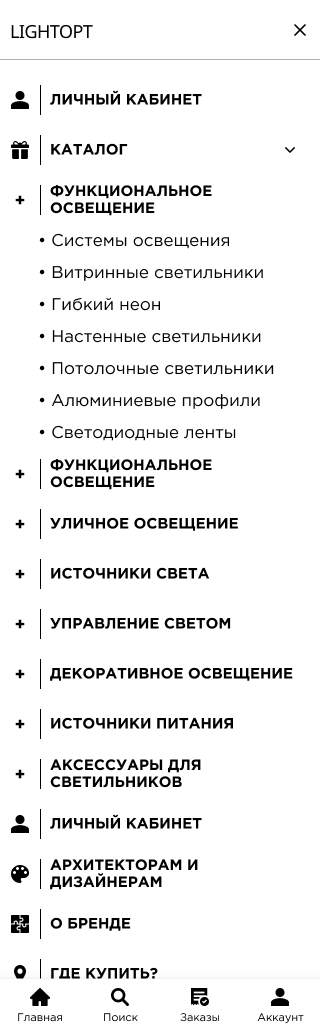 LIGHTOPT
ЛИЧНЫЙ КАБИНЕТ
КАТАЛОГ
ФУНКЦИОНАЛЬНОЕ
ОСВЕЩЕНИЕ
• Системы освещения
• Витринные светильники
• Гибкий неон
• Настенные светильники
• Потолочные светильники
• Алюминиевые профили
• Светодиодные ленты
ФУНКЦИОНАЛЬНОЕ
ОСВЕЩЕНИЕ
УЛИЧНОЕ ОСВЕЩЕНИЕ
ИСТОЧНИКИ СВЕТА
УПРАВЛЕНИЕ СВЕТОМ
ДЕКОРАТИВНОЕ ОСВЕЩЕНИЕ
ИСТОЧНИКИ ПИТАНИЯ
АКСЕССУАРЫ ДЛЯ
СВЕТИЛЬНИКОВ
ЛИЧНЫЙ КАБИНЕТ
АРХИТЕКТОРАМ И
ДИЗАЙНЕРАМ
О БРЕНДЕ
ГДЕ КУПИТЬ?
Главная Поиск Заказы Аккаунт